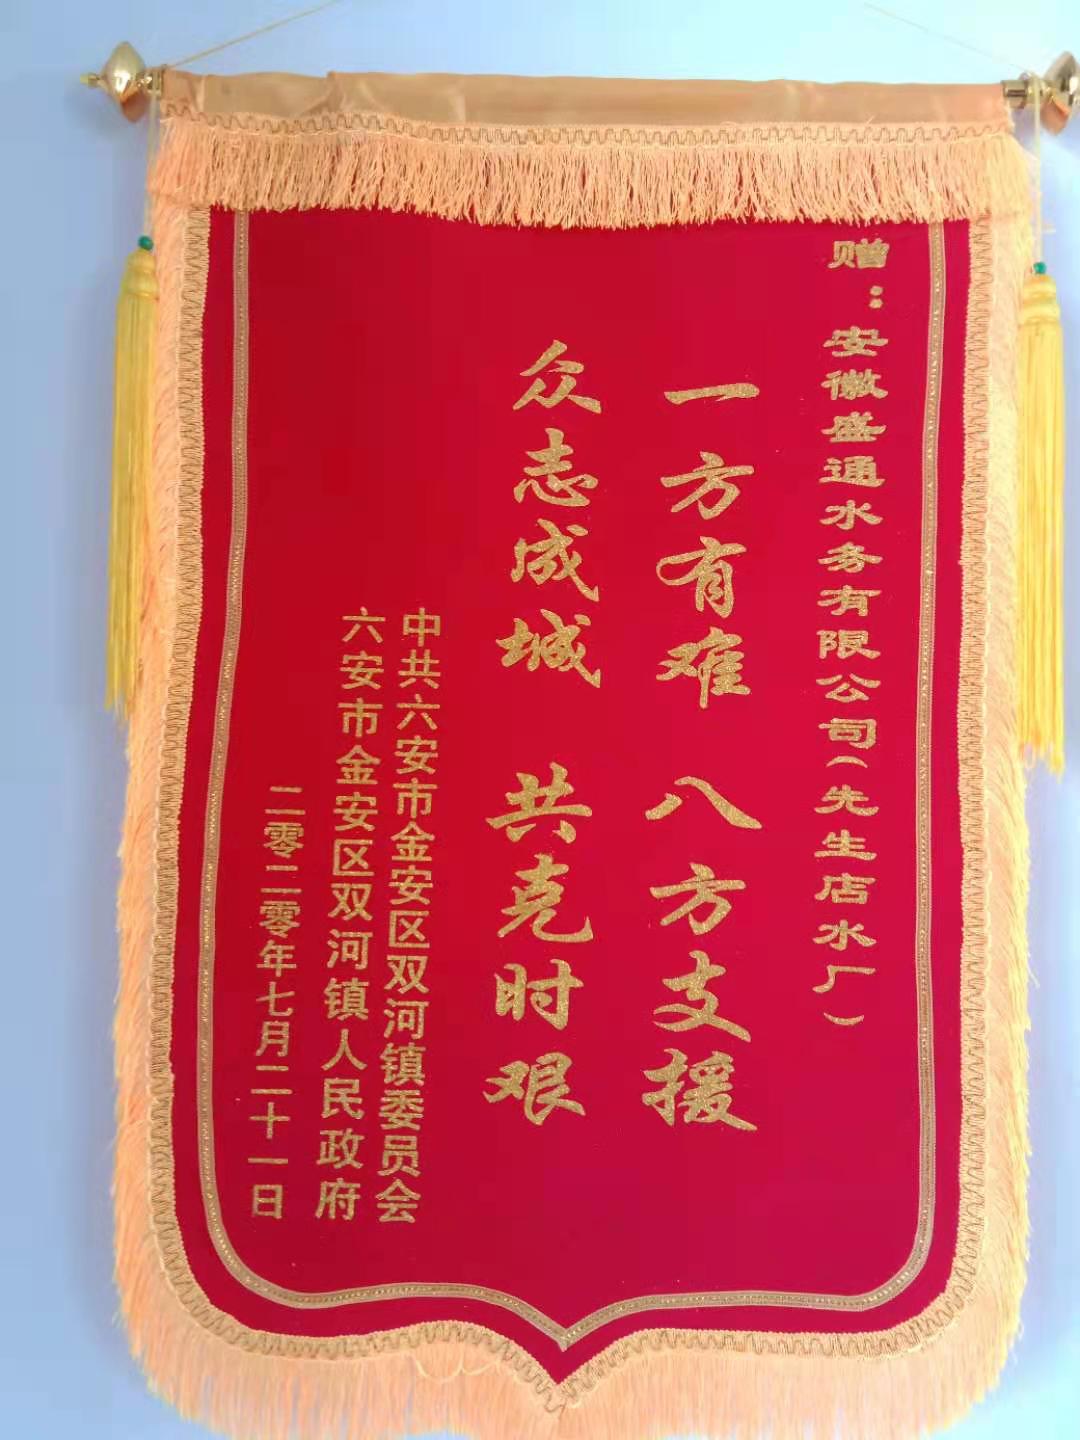 赠：安徽盛通水务有限公司（先生店水厂）
一方有难 八方支援
众志成城 共克时艰
中共六安市金安区双河镇委员会
六安市金安区双河镇人民政府
二零二零年七月二十一日